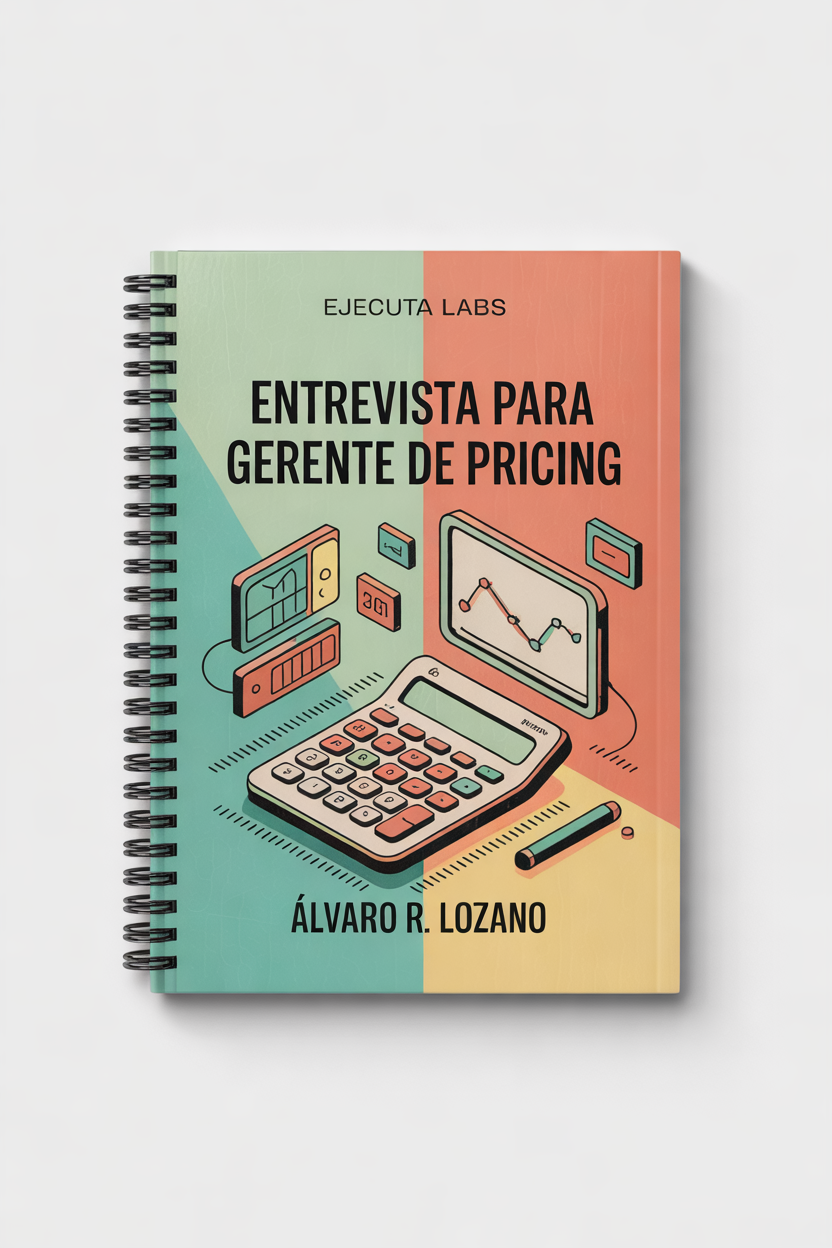 EJECUTA LABS
ENTREVISTA PARA
GERENTE DE PRICING
ÁLVARO R. LOZANO